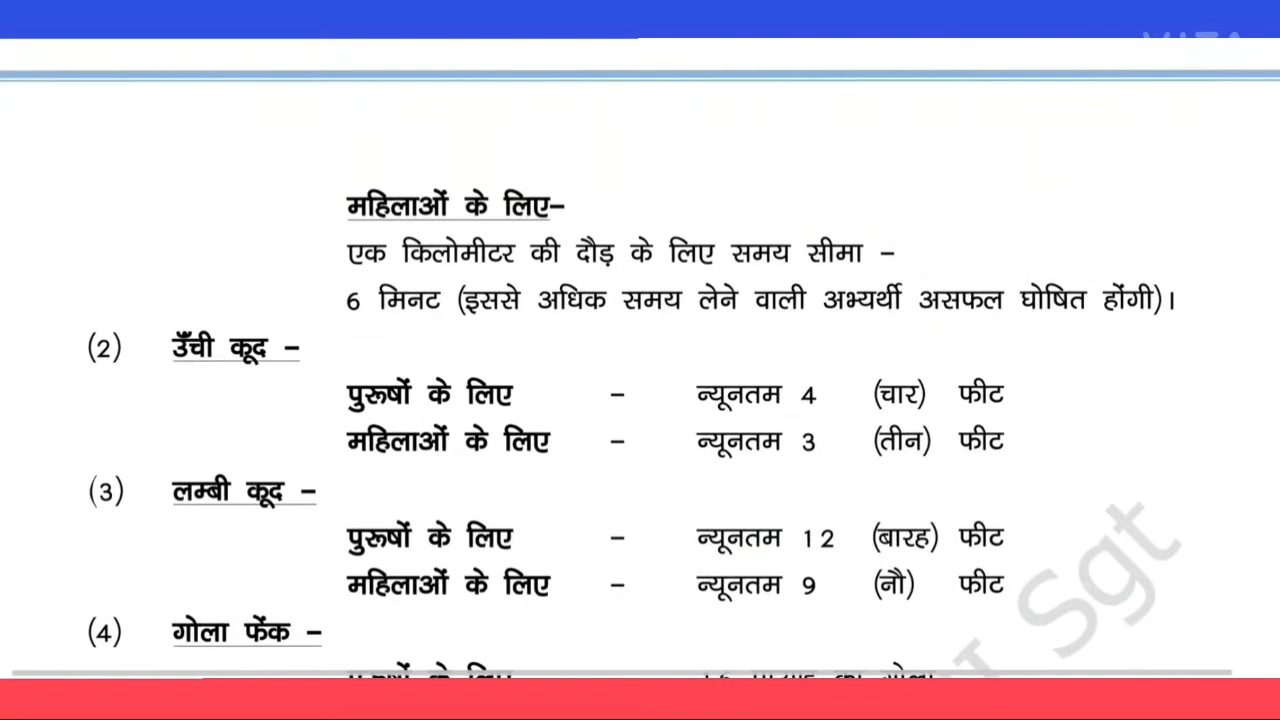 महिलाओं के लिए–
एक किलोमीटर की दौड़ के लिए समय सीमा –
6 मिनट (इससे अधिक समय लेने वाली अभ्यर्थी असफल घोषित होंगी)।
(2) उँची कूद –
पुरूषों के लिए – न्यूनतम 4 (चार) फीट
महिलाओं के लिए – न्यूनतम 3 (तीन) फीट
(3) लम्बी कूद –
पुरूषों के लिए – न्यूनतम 12 (बारह) फीट
महिलाओं के लिए – न्यूनतम 9 (नौ) फीट
(4) गोला फेंक –
Sgt